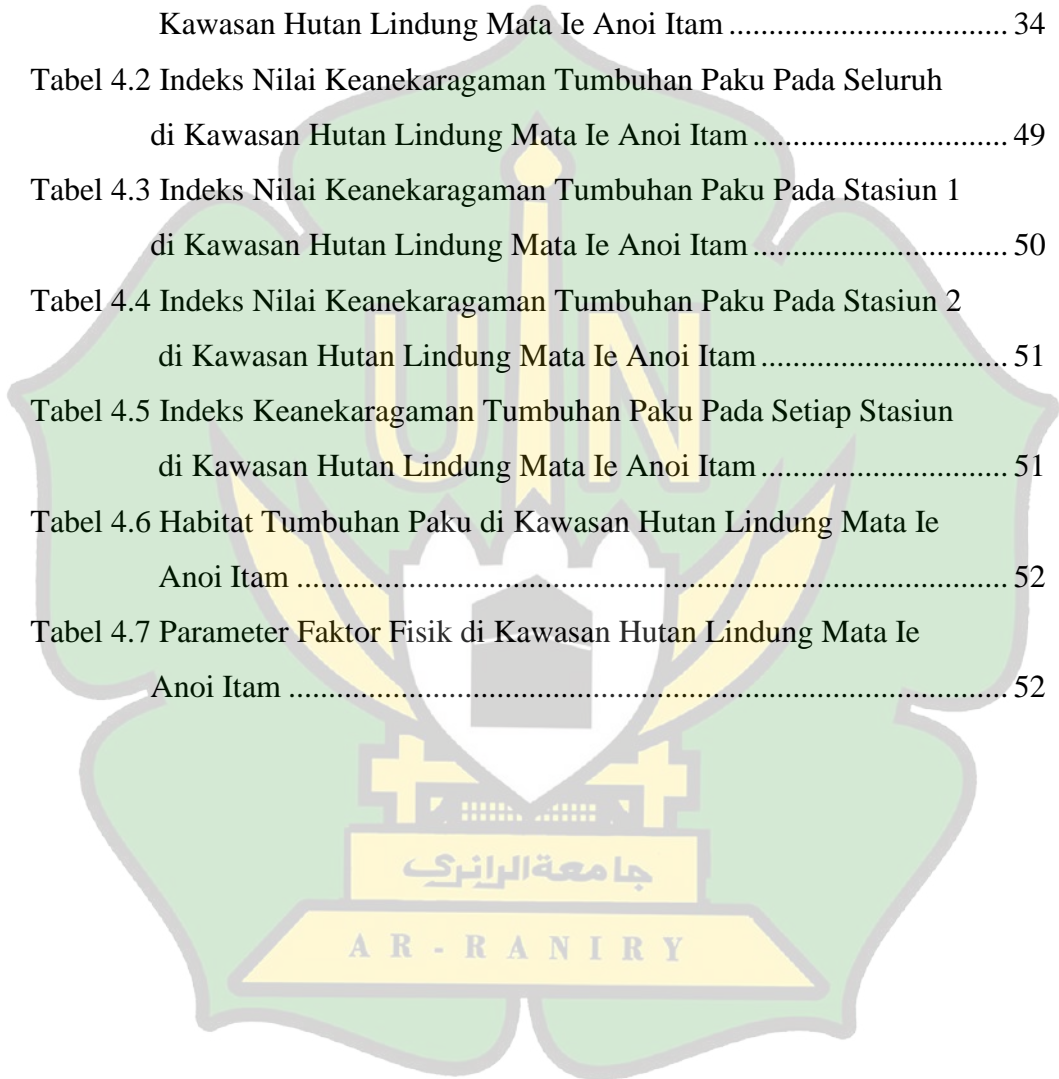 Kawasan Hutan Lindung Mata Ie Anoi Itam ................................. 34
Tabel 4.2 Indeks Nilai Keanekaragaman Tumbuhan Paku Pada Seluruh
di Kawasan Hutan Lindung Mata Ie Anoi Itam .............................. 49
Tabel 4.3 Indeks Nilai Keanekaragaman Tumbuhan Paku Pada Stasiun 1
di Kawasan Hutan Lindung Mata Ie Anoi Itam .............................. 50
Tabel 4.4 Indeks Nilai Keanekaragaman Tumbuhan Paku Pada Stasiun 2
di Kawasan Hutan Lindung Mata Ie Anoi Itam ............................. 51
Tabel 4.5 Indeks Keanekaragaman Tumbuhan Paku Pada Setiap Stasiun
di Kawasan Hutan Lindung Mata Ie Anoi Itam ............................. 51
Tabel 4.6 Habitat Tumbuhan Paku di Kawasan Hutan Lindung Mata Ie
Anoi Itam .................................................................................... 52
Tabel 4.7 Parameter Faktor Fisik di Kawasan Hutan Lindung Mata Ie
Anoi Itam ..................................................................................... 52
UIN
جامعة الرانري
AR-RANIRY